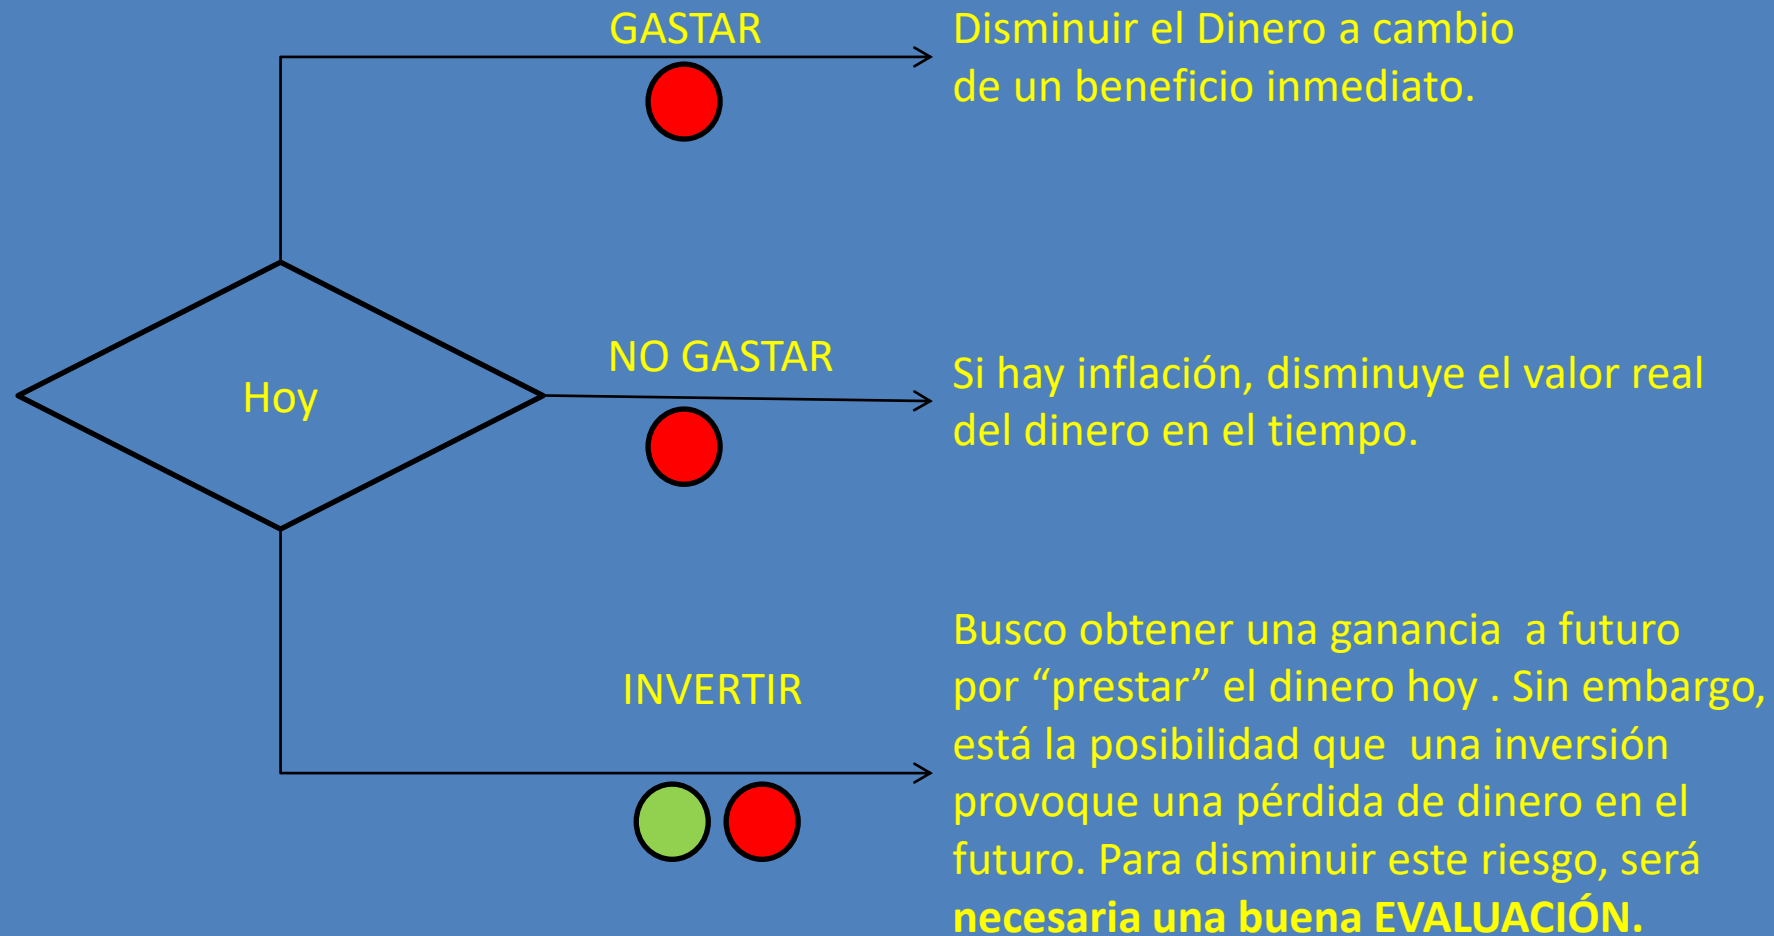 GASTAR
Disminuir el Dinero a cambio
de un beneficio inmediato.
Hoy
NO GASTAR
Si hay inflación, disminuye el valor real
del dinero en el tiempo.
INVERTIR
Busco obtener una ganancia  a futuro
por “prestar” el dinero hoy . Sin embargo,
está la posibilidad que  una inversión
provoque una pérdida de dinero en el
futuro. Para disminuir este riesgo, será
necesaria una buena EVALUACIÓN.